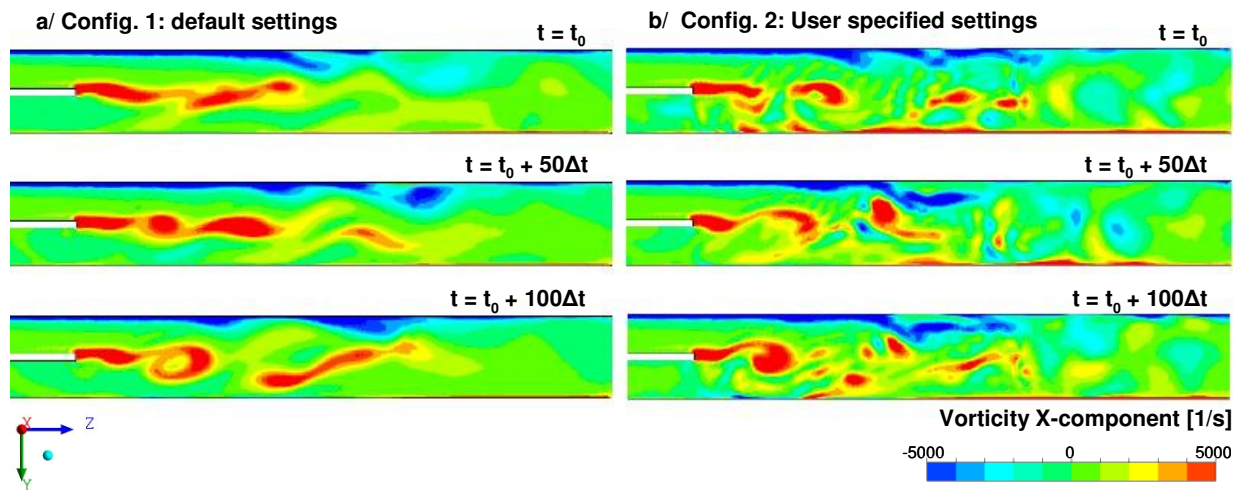 a/ Config. 1: default settings
t = t₀
t = t₀ + 50Δt
t = t₀ + 100Δt
b/ Config. 2: User specified settings
t = t₀
t = t₀ + 50Δt
t = t₀ + 100Δt
X
Z
Y
Vorticity X-component [1/s]
-5000 0 5000